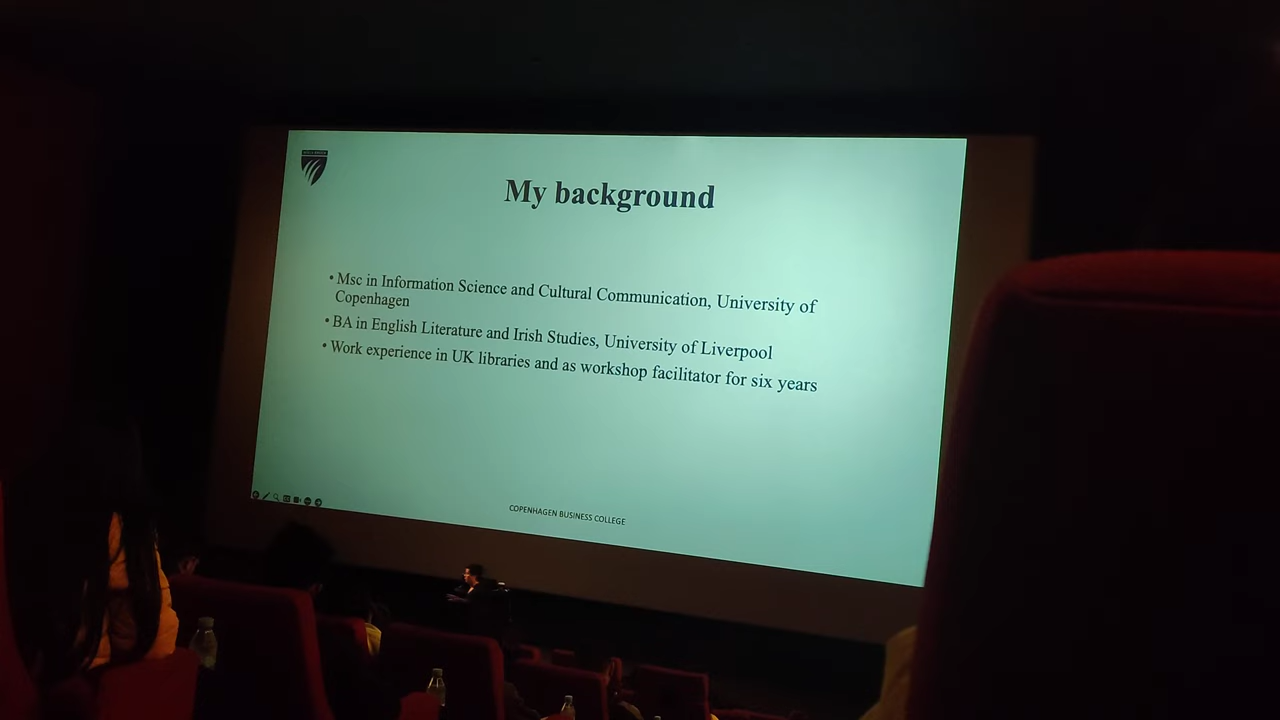 My background
• Msc in Information Science and Cultural Communication, University of
Copenhagen
• BA in English Literature and Irish Studies, University of Liverpool
• Work experience in UK libraries and as workshop facilitator for six years
COPENHAGEN BUSINESS COLLEGE